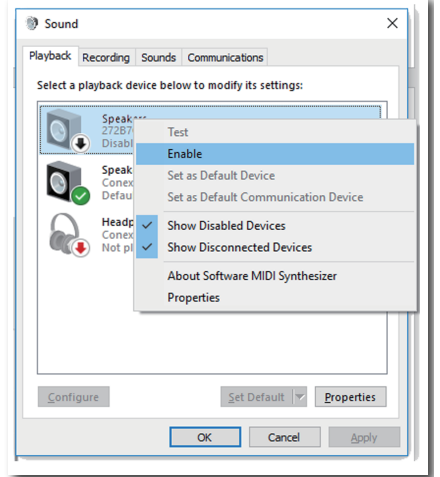 Sound
Playback Recording Sounds Communications
Select a playback device below to modify its settings:
Speakers
272B7
Disabl
Test
Enable
Set as Default Device
Set as Default Communication Device
Speak
Conex
Defau
Headp
Conex
Not pl
Show Disabled Devices
Show Disconnected Devices
About Software MIDI Synthesizer
Properties
Configure
Set Default
Properties
OK
Cancel
Apply